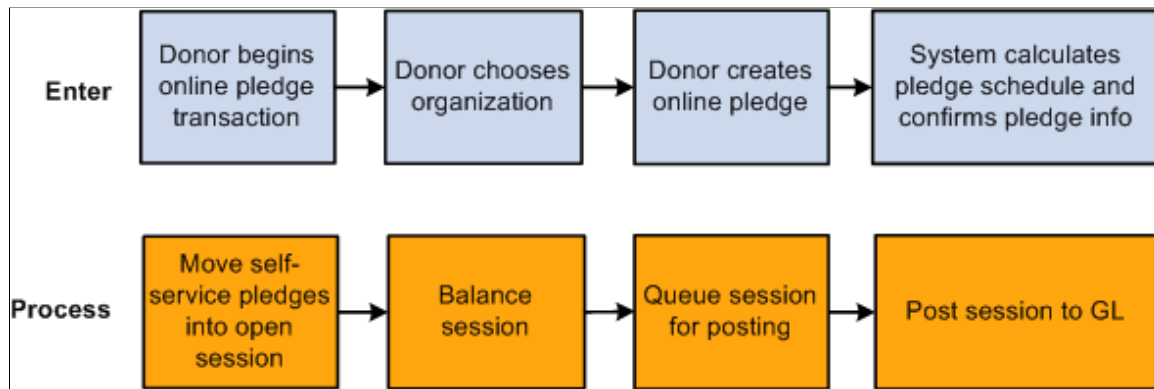 Enter
Donor begins
online pledge
transaction
Donor chooses
organization
Donor creates
online pledge
System calculates
pledge schedule and
confirms pledge info
Process
Move self-
service pledges
into open
session
Balance
session
Queue session
for posting
Post session to GL